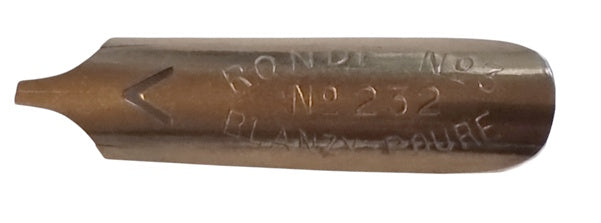 RONDE No 3
No 232
BLANZY-POURE